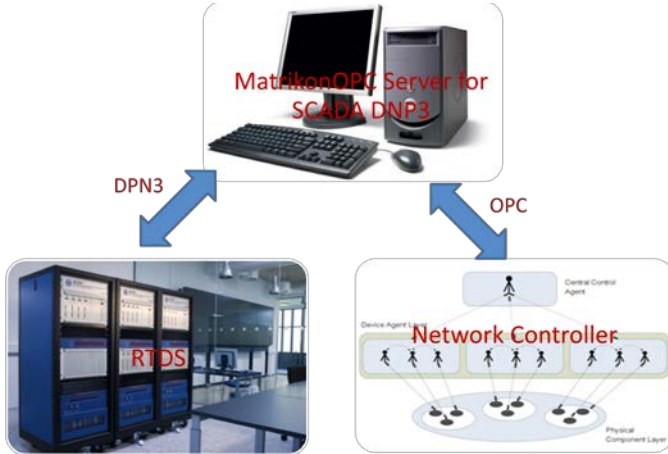 MatrikonOPC Server for
SCADA DNP3
DPN3
OPC
RTDS
Central Control
Agent
Device Agent Layer
Network Controller
Physical
Component Layer